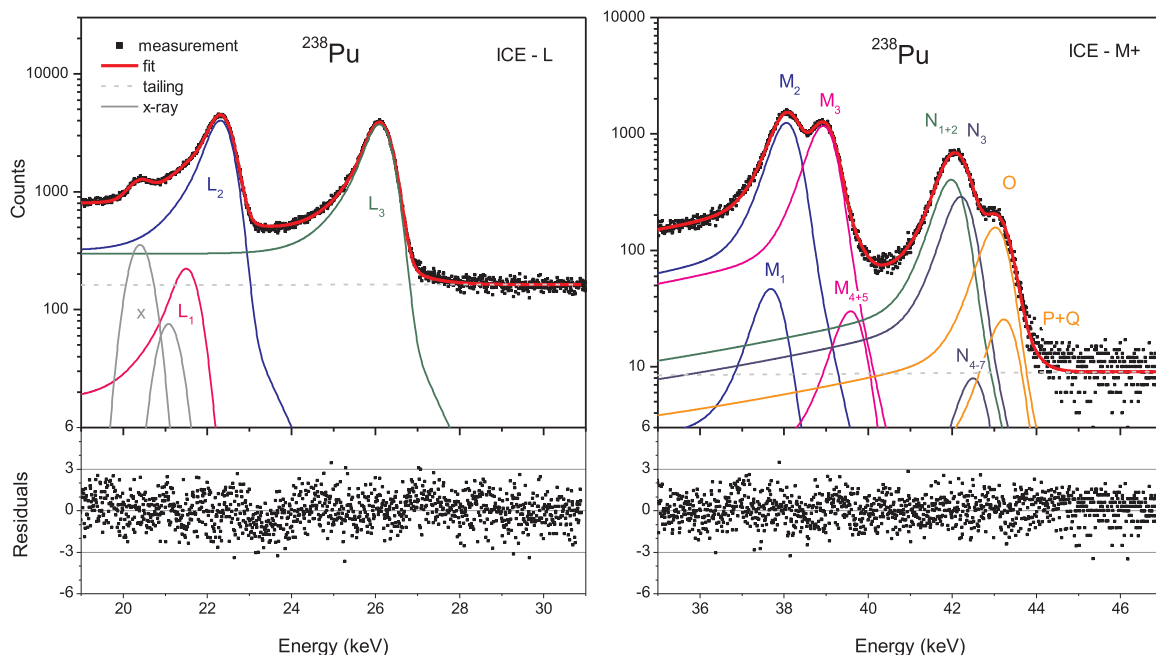 ²³⁸Pu
ICE - L
measurement
fit
tailing
x-ray
L₂
L₃
x
L₁
10000
1000
100
6
Counts
²³⁸Pu
ICE - M+
M₂
M₃
N₁₊₂
N₃
O
M₁
M₄₊₅
P+Q
N₄₋₇
10000
1000
100
10
6
Residuals
3
0
-3
-6
20 22 24 26 28 30
Energy (keV)
3
0
-3
-6
36 38 40 42 44 46
Energy (keV)